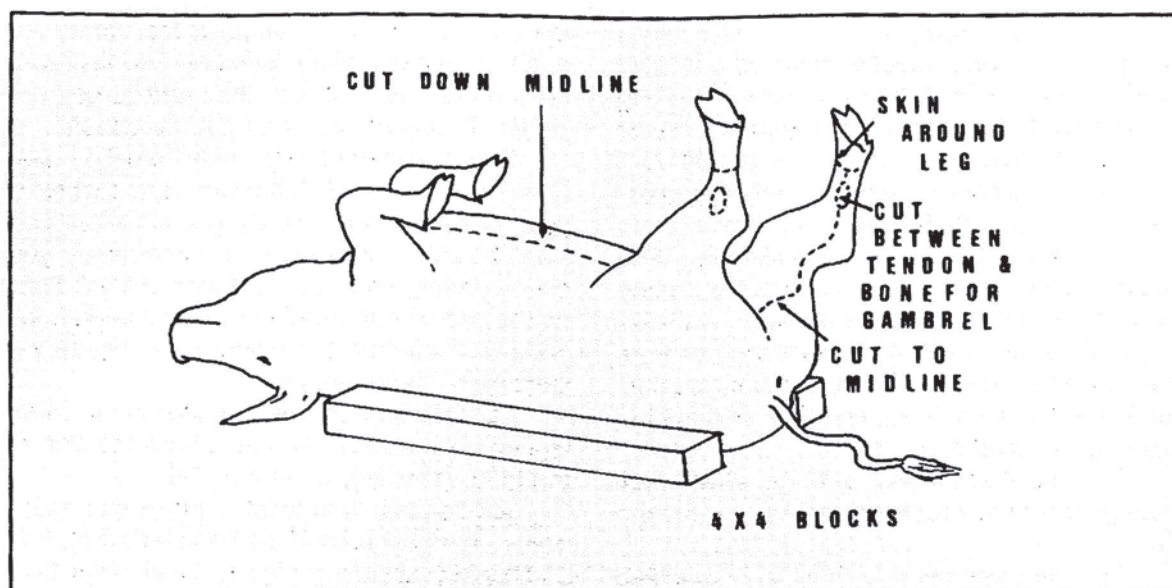 CUT DOWN MIDLINE
SKIN
AROUND
LEG
CUT
BETWEEN
TENDON &
BONE FOR
GAMBREL
CUT TO
MIDLINE
4 X 4 BLOCKS